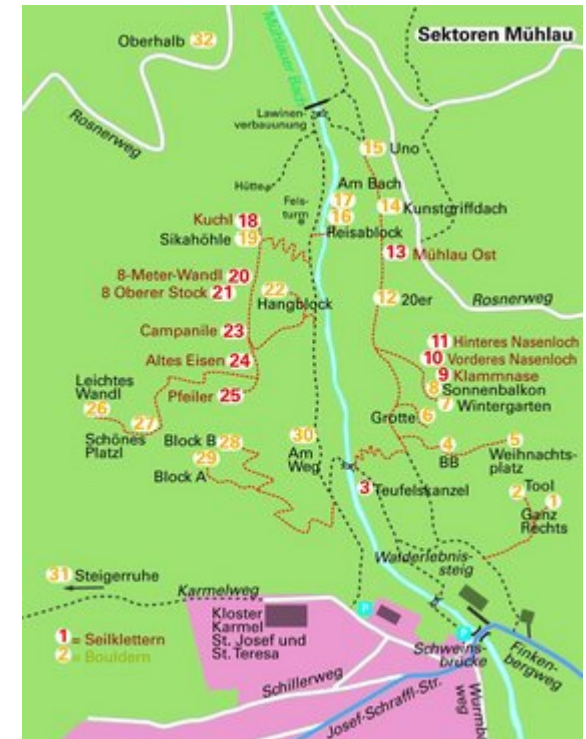 Sektoren Mühlau
Oberhalb 32
Mühlauer Bach
Rosnerweg
Lawinen-
verbauunung
15 Uno
Hütte
Fels-
turm
Am Bach
17
16
Reisablock
14 Kunstgriffdach
Kuchl 18
Sikahöhle 19
13 Mühlau Ost
8-Meter-Wandl 20
8 Oberer Stock 21
22
Hangblock
12 20er
Rosnerweg
Campanile 23
11 Hinteres Nasenloch
10 Vorderes Nasenloch
9 Klammnase
8 Sonnenbalkon
7 Wintergarten
Altes Eisen 24
Pfeiler 25
Leichtes
Wandl
26
27
Schönes
Platzl
Grotte 6
Block B 28
29
Block A
30
Am
Weg
4
BB
5
Weihnachts-
platz
3 Teufelskanzel
2 Tool
1
Ganz
Rechts
Walderlebnis-
steig
31 Steigerruhe
Karmelweg
Kloster
Karmel
St. Josef und
St. Teresa
P
P
1 = Seilklettern
2 = Bouldern
Schweins-
brücke
Finken-
bergweg
Schillerweg
Josef-Schraffl-Str.
Wurmb
weg